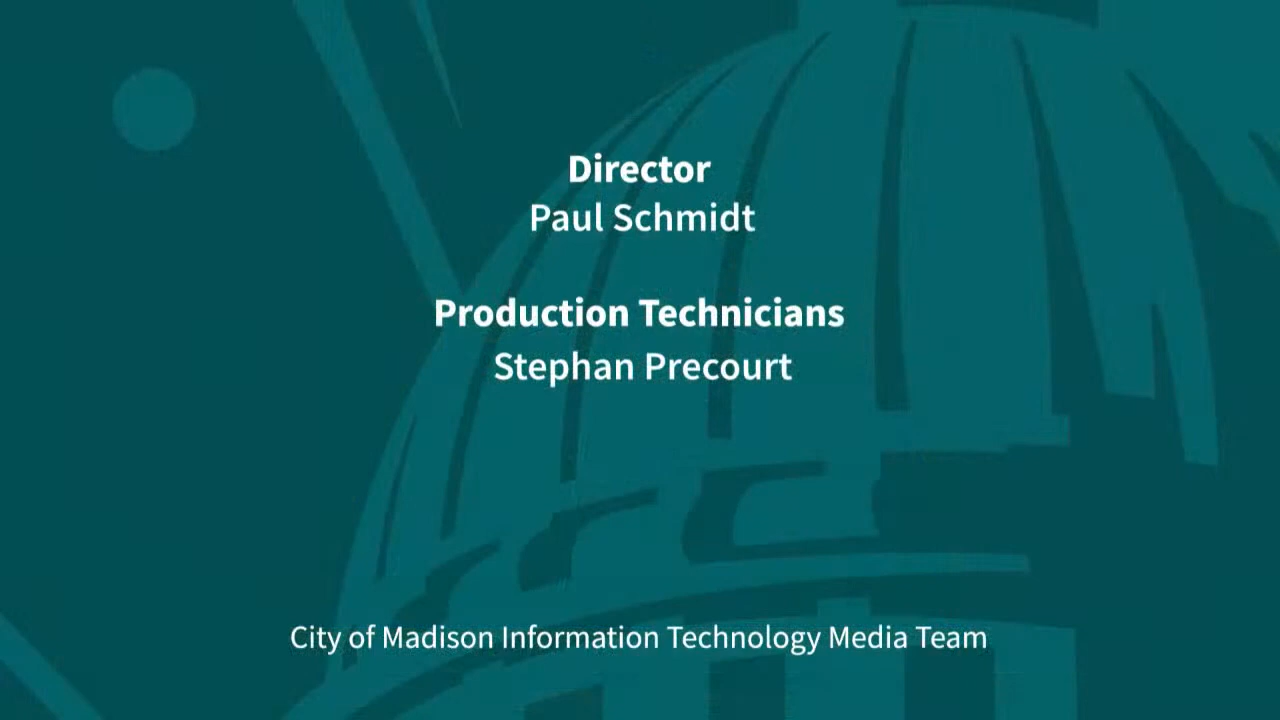 Director
Paul Schmidt
Production Technicians
Stephan Precourt
City of Madison Information Technology Media Team